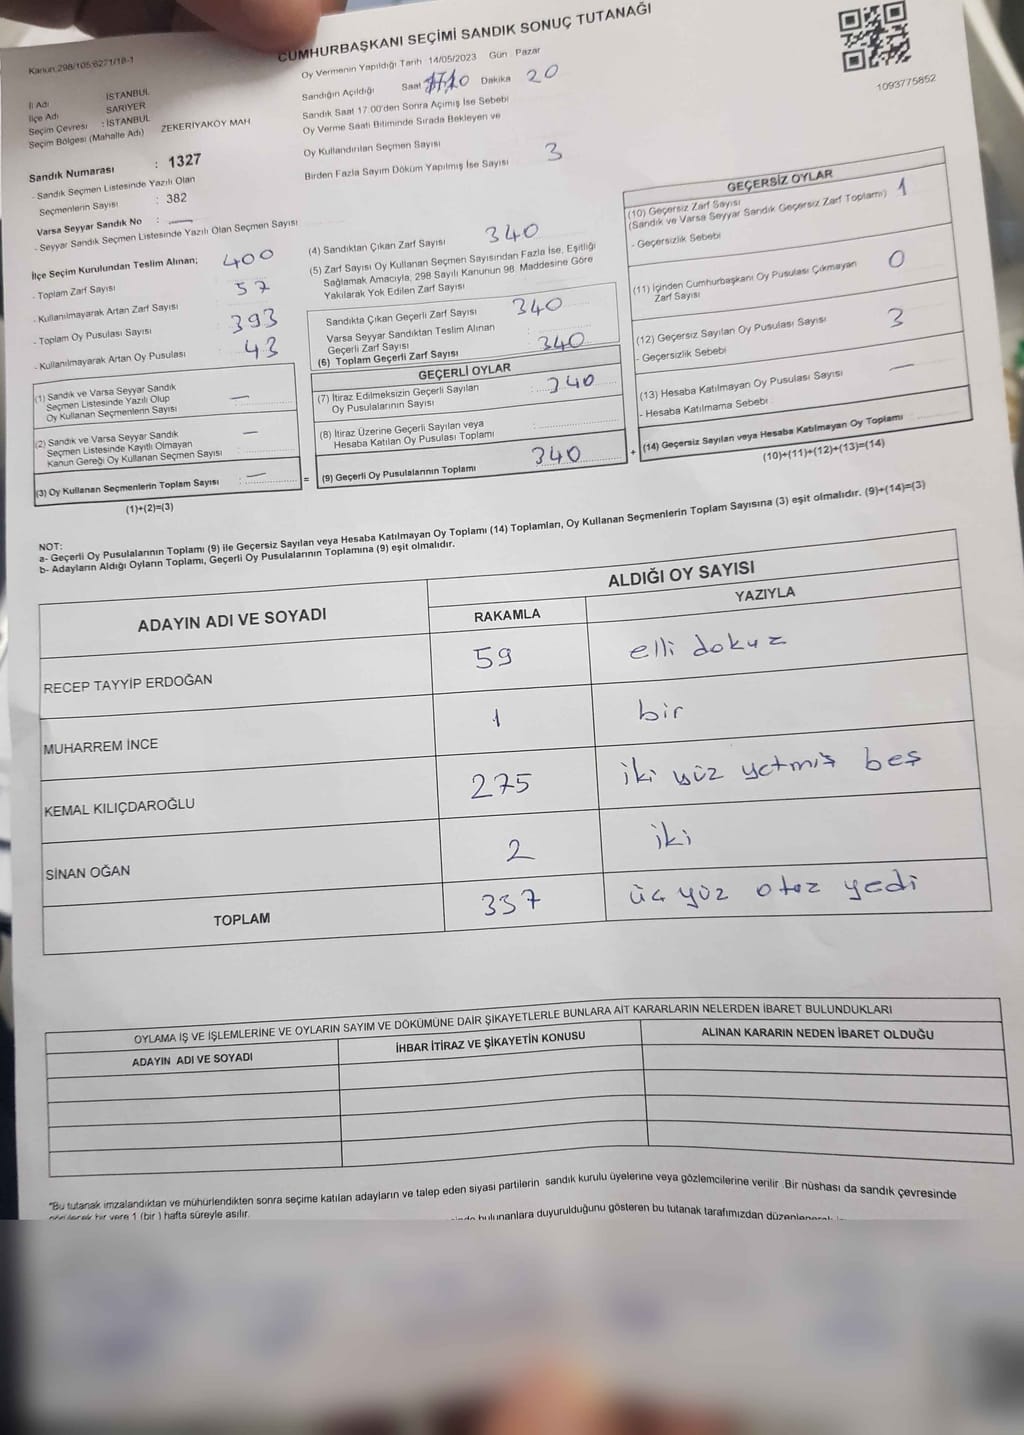 CUMHURBAŞKANI SEÇİMİ SANDIK SONUÇ TUTANAĞI
Kanun:298/105;6271/18-1
1093775852
Oy Vermenin Yapıldığı Tarih 14/05/2023 Gün Pazar
Sandığın Açıldığı Saat Dakika 20
Sandık Saat 17:00'den Sonra Açılmış İse Sebebi
Oy Verme Saati Bitiminde Sırada Bekleyen ve
Oy Kullandırılan Seçmen Sayısı
Birden Fazla Sayım Döküm Yapılmış İse Sayısı 3
İl Adı İSTANBUL
İlçe Adı SARIYER
Seçim Çevresi : İSTANBUL
Seçim Bölgesi (Mahalle Adı) ZEKERİYAKÖY MAH
Sandık Numarası : 1327
- Sandık Seçmen Listesinde Yazılı Olan
Seçmenlerin Sayısı : 382
Varsa Seyyar Sandık No : —
- Seyyar Sandık Seçmen Listesinde Yazılı Olan Seçmen Sayısı
İlçe Seçim Kurulundan Teslim Alınan;
- Toplam Zarf Sayısı 400
- Kullanılmayarak Artan Zarf Sayısı 57
- Toplam Oy Pusulası Sayısı 393
- Kullanılmayarak Artan Oy Pusulası : 43
(1) Sandık ve Varsa Seyyar Sandık
Seçmen Listesinde Yazılı Olup
Oy Kullanan Seçmenlerin Sayısı : —
(2) Sandık ve Varsa Seyyar Sandık
Seçmen Listesinde Kayıtlı Olmayan
Kanun Gereği Oy Kullanan Seçmen Sayısı : —
(3) Oy Kullanan Seçmenlerin Toplam Sayısı : —
(1)+(2)=(3)
=
(4) Sandıktan Çıkan Zarf Sayısı 340
(5) Zarf Sayısı Oy Kullanan Seçmen Sayısından Fazla İse, Eşitliği
Sağlamak Amacıyla, 298 Sayılı Kanunun 98. Maddesine Göre
Yakılarak Yok Edilen Zarf Sayısı
Sandıkta Çıkan Geçerli Zarf Sayısı 340
Varsa Seyyar Sandıktan Teslim Alınan
Geçerli Zarf Sayısı :
(6) Toplam Geçerli Zarf Sayısı : 340
GEÇERLİ OYLAR
(7) İtiraz Edilmeksizin Geçerli Sayılan
Oy Pusulalarının Sayısı : 340
(8) İtiraz Üzerine Geçerli Sayılan veya
Hesaba Katılan Oy Pusulası Toplamı :
(9) Geçerli Oy Pusulalarının Toplamı 340
+
GEÇERSİZ OYLAR
(10) Geçersiz Zarf Sayısı
(Sandık ve Varsa Seyyar Sandık Geçersiz Zarf Toplamı) 1
- Geçersizlik Sebebi
(11) İçinden Cumhurbaşkanı Oy Pusulası Çıkmayan
Zarf Sayısı 0
(12) Geçersiz Sayılan Oy Pusulası Sayısı 3
- Geçersizlik Sebebi
(13) Hesaba Katılmayan Oy Pusulası Sayısı —
- Hesaba Katılmama Sebebi :
(14) Geçersiz Sayılan veya Hesaba Katılmayan Oy Toplamı
(10)+(11)+(12)+(13)=(14)
NOT:
a- Geçerli Oy Pusulalarının Toplamı (9) ile Geçersiz Sayılan veya Hesaba Katılmayan Oy Toplamı (14) Toplamları, Oy Kullanan Seçmenlerin Toplam Sayısına (3) eşit olmalıdır. (9)+(14)=(3)
b- Adayların Aldığı Oyların Toplamı, Geçerli Oy Pusulalarının Toplamına (9) eşit olmalıdır.
ADAYIN ADI VE SOYADI
ALDIĞI OY SAYISI
RAKAMLA YAZIYLA
RECEP TAYYİP ERDOĞAN 59 elli dokuz
MUHARREM İNCE 1 bir
KEMAL KILIÇDAROĞLU 275 iki yüz yetmiş beş
SİNAN OĞAN 2 iki
TOPLAM 337 üç yüz otuz yedi
OYLAMA İŞ VE İŞLEMLERİNE VE OYLARIN SAYIM VE DÖKÜMÜNE DAİR ŞİKAYETLERLE BUNLARA AİT KARARLARIN NELERDEN İBARET BULUNDUKLARI
ADAYIN ADI VE SOYADI İHBAR İTİRAZ VE ŞİKAYETİN KONUSU ALINAN KARARIN NEDEN İBARET OLDUĞU
*Bu tutanak imzalandıktan ve mühürlendikten sonra seçime katılan adayların ve talep eden siyasi partilerin sandık kurulu üyelerine veya gözlemcilerine verilir. Bir nüshası da sandık çevresinde
görülecek bir yere 1 (bir) hafta süreyle asılır.
bulunanlara duyurulduğunu gösteren bu tutanak tarafımızdan